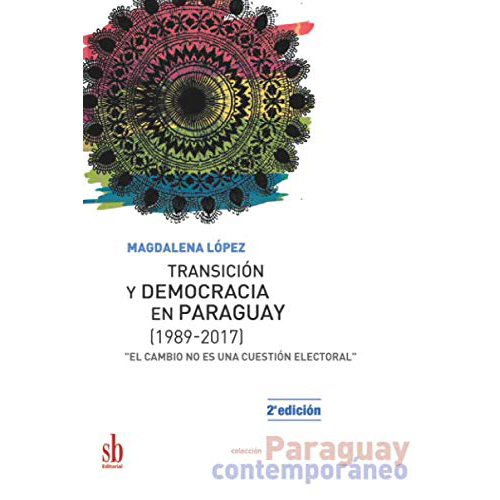 MAGDALENA LÓPEZ
TRANSICIÓN
Y DEMOCRACIA
EN PARAGUAY
(1989-2017)
"EL CAMBIO NO ES UNA CUESTIÓN ELECTORAL"
2ª edición
sb
Editorial
colección Paraguay
contemporáneo